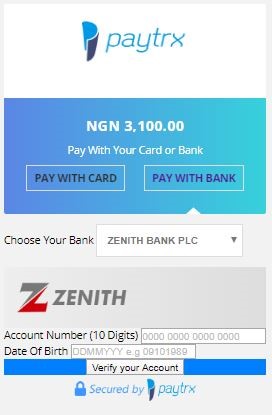 paytrx
NGN 3,100.00
Pay With Your Card or Bank
PAY WITH CARD PAY WITH BANK
Choose Your Bank ZENITH BANK PLC
ZENITH
Account Number (10 Digits) 0000 0000 0000 0000
Date Of Birth DDMMYYY e.g 09101989
Verify your Account
Secured by paytrx